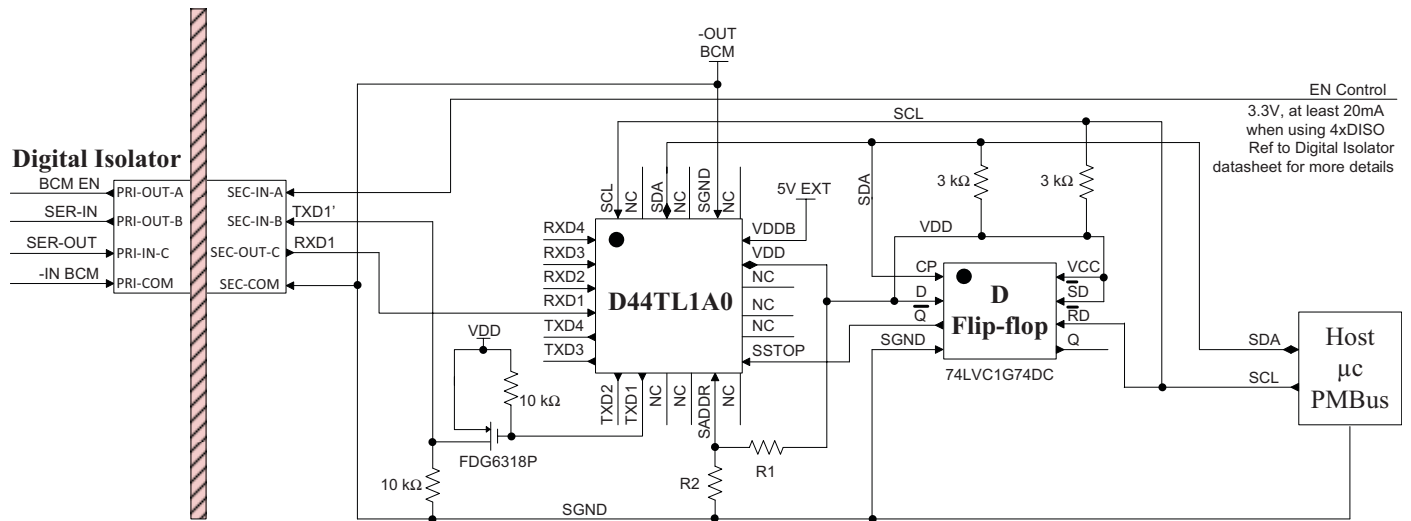 -OUT
BCM
EN Control
3.3V, at least 20mA
when using 4xDISO
Ref to Digital Isolator
datasheet for more details
SCL
Digital Isolator
BCM EN
PRI-OUT-A
SEC-IN-A
SER-IN
PRI-OUT-B
SEC-IN-B
TXD1’
SER-OUT
PRI-IN-C
SEC-OUT-C
RXD1
-IN BCM
PRI-COM
SEC-COM
SCL
NC
SDA
NC
SGND
NC
5V EXT
SDA
3 kΩ
3 kΩ
VDD
RXD4
RXD3
RXD2
RXD1
TXD4
TXD3
D44TL1A0
VDDB
VDD
NC
NC
NC
SSTOP
TXD2
TXD1
NC
NC
SADDR
NC
CP
D
Q
SGND
D
Flip-flop
VCC
SD
RD
Q
74LVC1G74DC
SDA
SCL
Host
µc
PMBus
VDD
10 kΩ
FDG6318P
10 kΩ
R1
R2
SGND